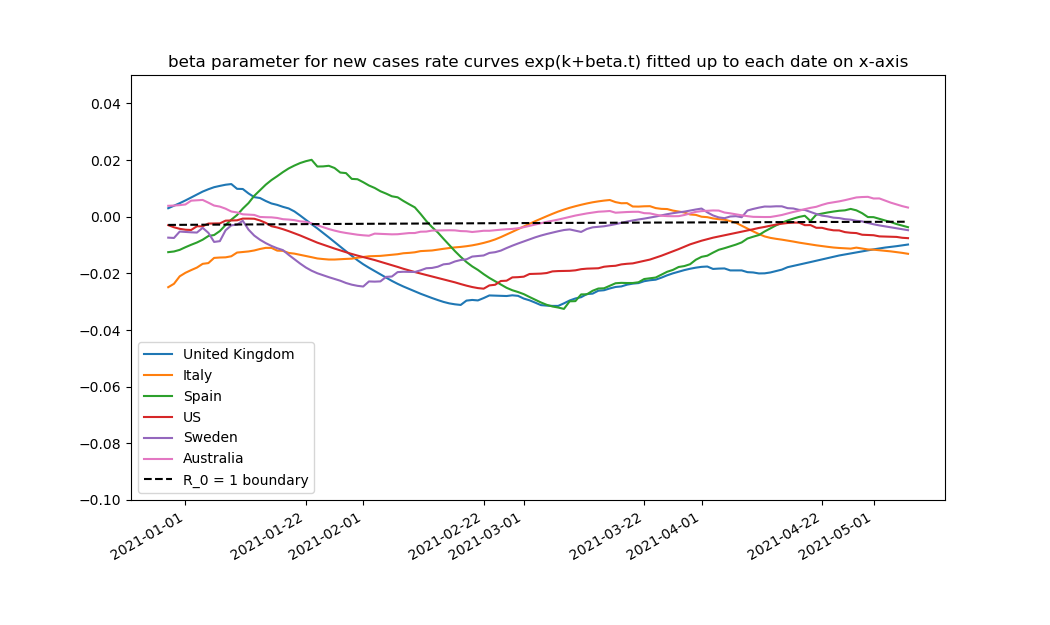 beta parameter for new cases rate curves exp(k+beta.t) fitted up to each date on x-axis
0.04
0.02
0.00
−0.02
−0.04
−0.06
−0.08
−0.10
United Kingdom
Italy
Spain
US
Sweden
Australia
R_0 = 1 boundary
2021-01-01
2021-01-22
2021-02-01
2021-02-22
2021-03-01
2021-03-22
2021-04-01
2021-04-22
2021-05-01